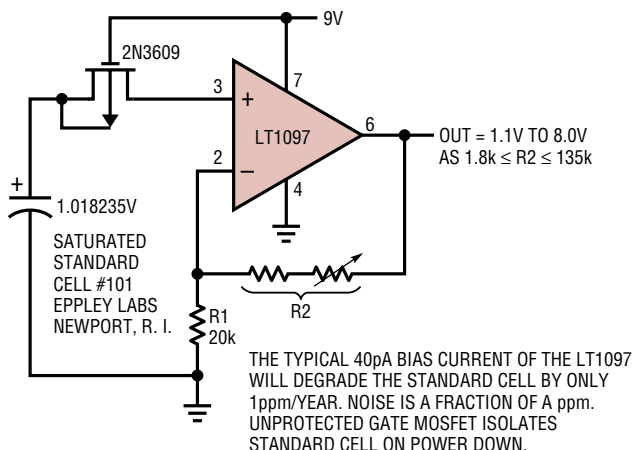 9V
2N3609
3
7
+
LT1097
6
OUT = 1.1V TO 8.0V
AS 1.8k ≤ R2 ≤ 135k
2
–
4
+
1.018235V
SATURATED
STANDARD
CELL #101
EPPLEY LABS
NEWPORT, R. I.
R2
R1
20k
THE TYPICAL 40pA BIAS CURRENT OF THE LT1097
WILL DEGRADE THE STANDARD CELL BY ONLY
1ppm/YEAR. NOISE IS A FRACTION OF A ppm.
UNPROTECTED GATE MOSFET ISOLATES
STANDARD CELL ON POWER DOWN.